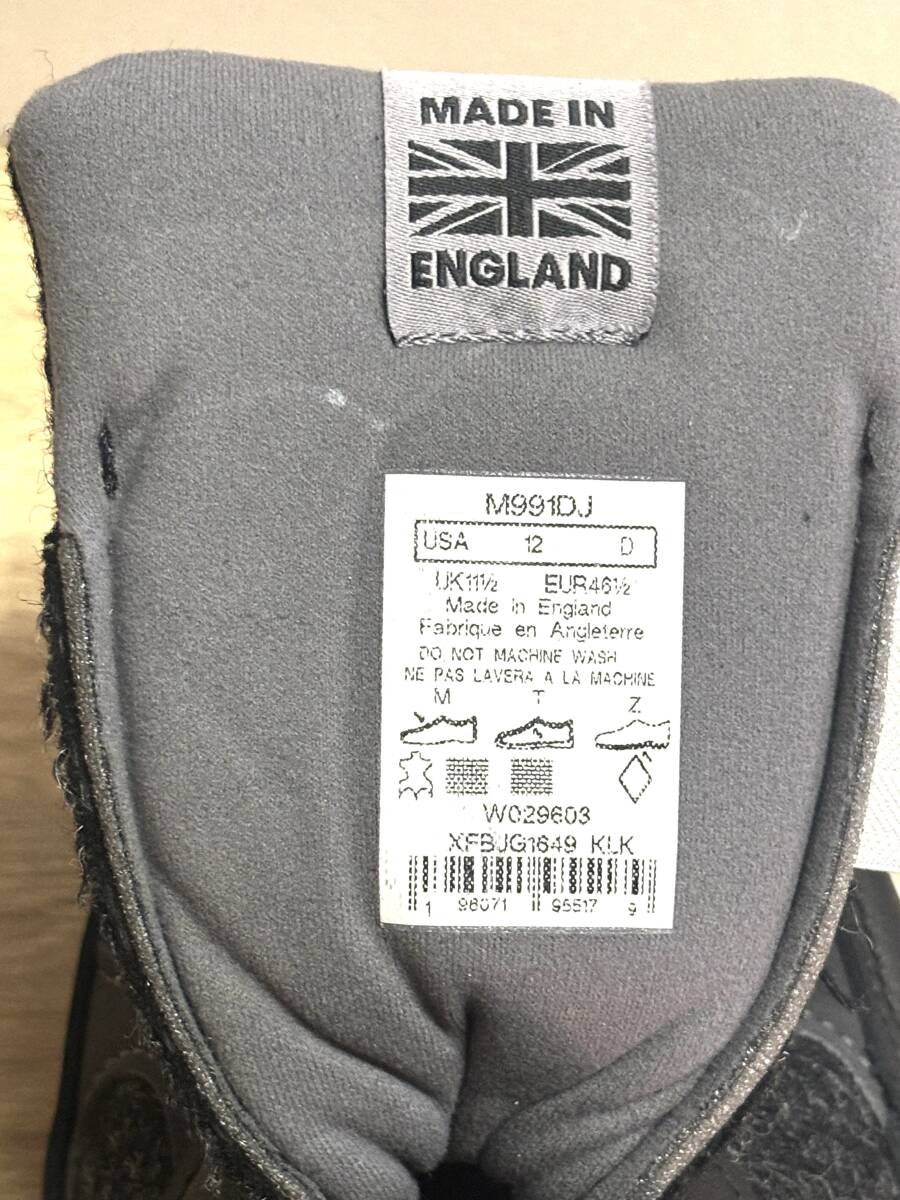 MADE IN
ENGLAND
M991DJ
USA 12 D
UK11½ EUR46½
Made in England
Fabrique en Angleterre
DO NOT MACHINE WASH
NE PAS LAVERA A LA MACHINE
M T Z
W029603
XFBJG1649 KLK
1 96071 95517 9